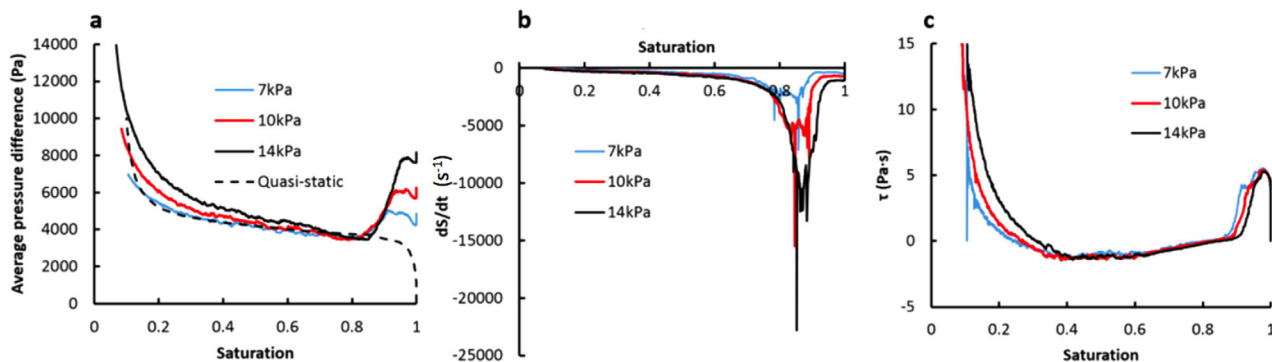 a
Average pressure difference (Pa)
14000
12000
10000
8000
6000
4000
2000
0
7kPa
10kPa
14kPa
Quasi-static
0 0.2 0.4 0.6 0.8 1
Saturation
b
Saturation
0 0.2 0.4 0.6 0.8 1
dS/dt (s⁻¹)
0
-5000
-10000
-15000
-20000
-25000
7kPa
10kPa
14kPa
c
τ (Pa·s)
15
10
5
0
-5
7kPa
10kPa
14kPa
0 0.2 0.4 0.6 0.8 1
Saturation